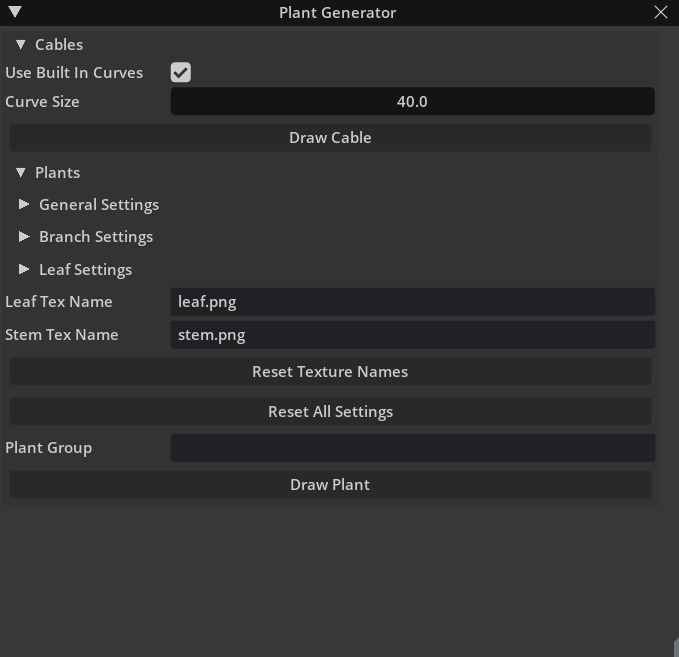 Plant Generator
Cables
Use Built In Curves
Curve Size 40.0
Draw Cable
Plants
General Settings
Branch Settings
Leaf Settings
Leaf Tex Name leaf.png
Stem Tex Name stem.png
Reset Texture Names
Reset All Settings
Plant Group
Draw Plant